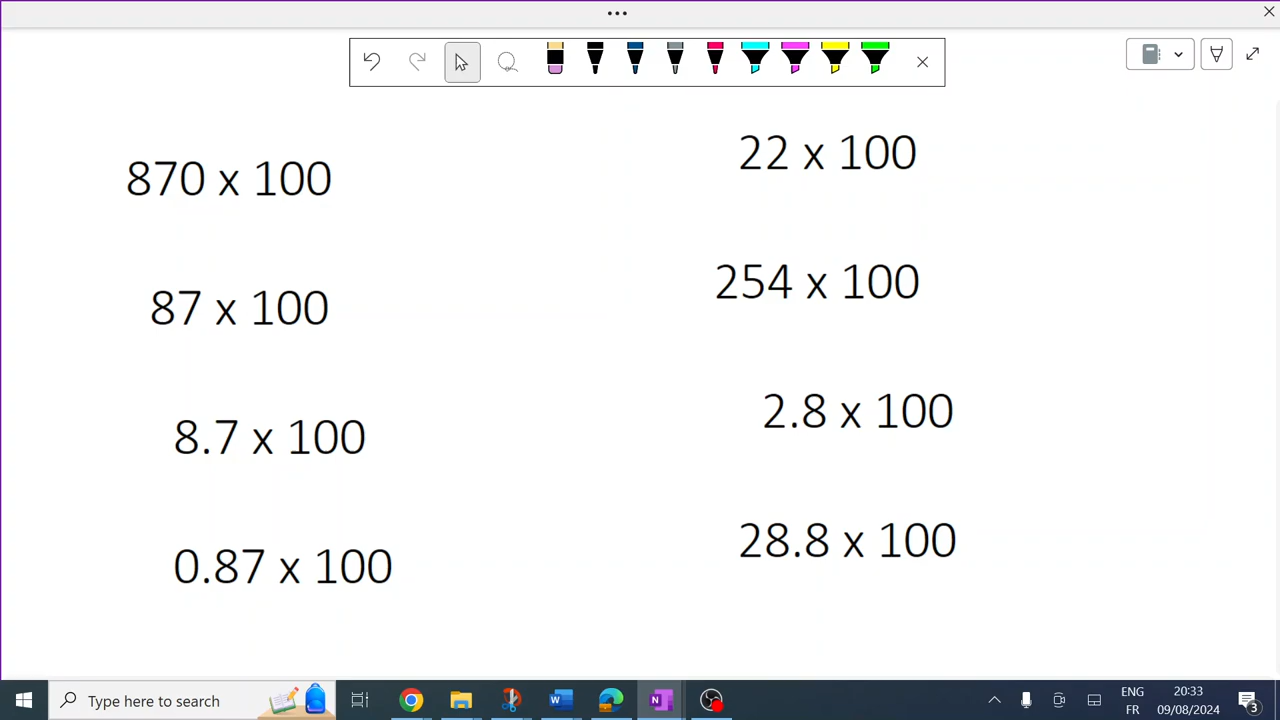 870 x 100
87 x 100
8.7 x 100
0.87 x 100
22 x 100
254 x 100
2.8 x 100
28.8 x 100
Type here to search
ENG
FR
20:33
09/08/2024
3